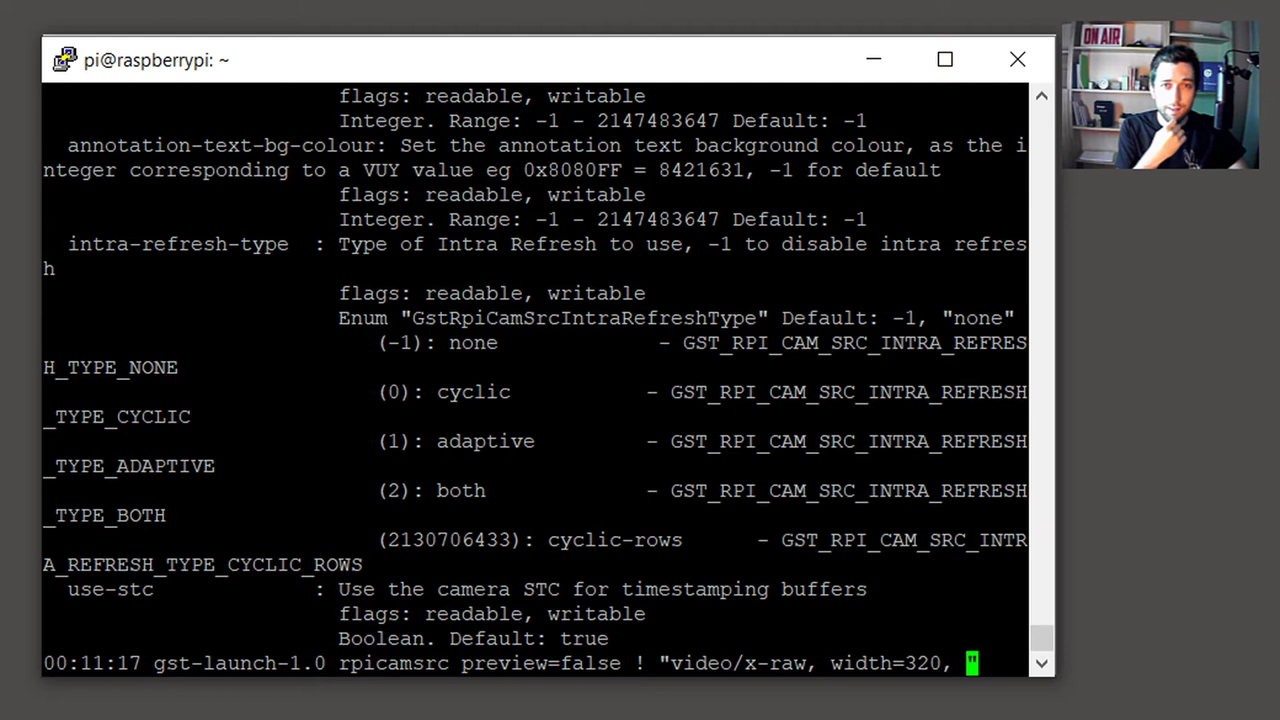 ON AIR
pi@raspberrypi: ~
flags: readable, writable
Integer. Range: -1 - 2147483647 Default: -1
annotation-text-bg-colour: Set the annotation text background colour, as the i
nteger corresponding to a VUY value eg 0x8080FF = 8421631, -1 for default
flags: readable, writable
Integer. Range: -1 - 2147483647 Default: -1
intra-refresh-type : Type of Intra Refresh to use, -1 to disable intra refres
h
flags: readable, writable
Enum "GstRpiCamSrcIntraRefreshType" Default: -1, "none"
(-1): none - GST_RPI_CAM_SRC_INTRA_REFRES
H_TYPE_NONE
(0): cyclic - GST_RPI_CAM_SRC_INTRA_REFRESH
_TYPE_CYCLIC
(1): adaptive - GST_RPI_CAM_SRC_INTRA_REFRESH
_TYPE_ADAPTIVE
(2): both - GST_RPI_CAM_SRC_INTRA_REFRESH
_TYPE_BOTH
(2130706433): cyclic-rows - GST_RPI_CAM_SRC_INTR
A_REFRESH_TYPE_CYCLIC_ROWS
use-stc : Use the camera STC for timestamping buffers
flags: readable, writable
Boolean. Default: true
00:11:17 gst-launch-1.0 rpicamsrc preview=false ! "video/x-raw, width=320, "